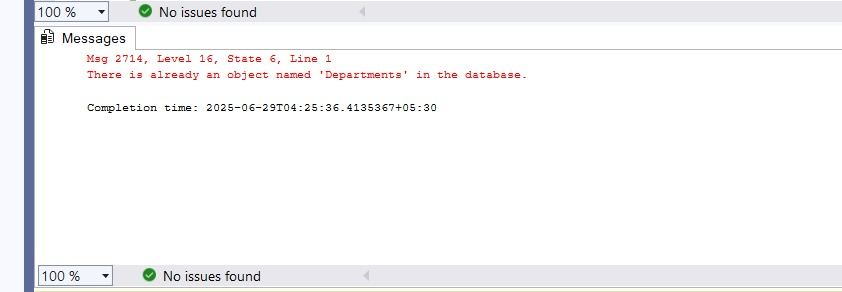 100 %
No issues found
Messages
Msg 2714, Level 16, State 6, Line 1
There is already an object named 'Departments' in the database.
Completion time: 2025-06-29T04:25:36.4135367+05:30
100 %
No issues found